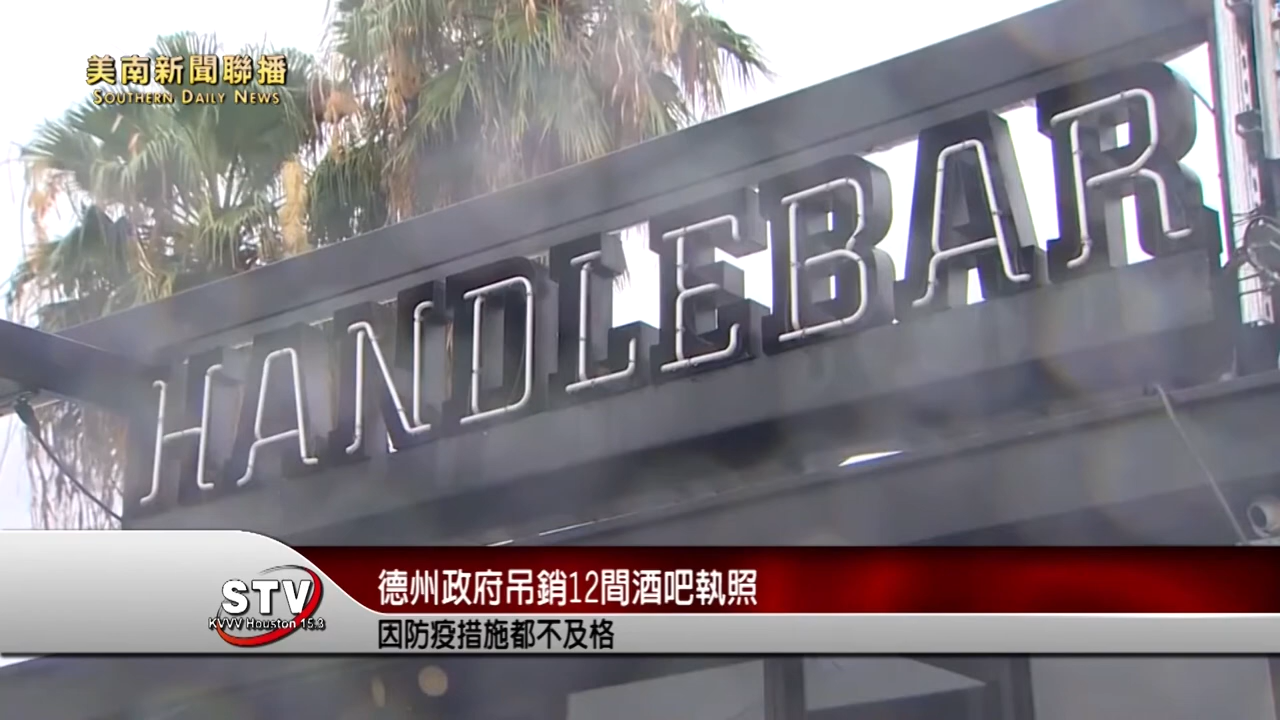 美南新聞聯播
SOUTHERN DAILY NEWS
HANDLEBAR
德州政府吊銷12間酒吧執照
STV
KVVV Houston 15.3
因防疫措施都不及格